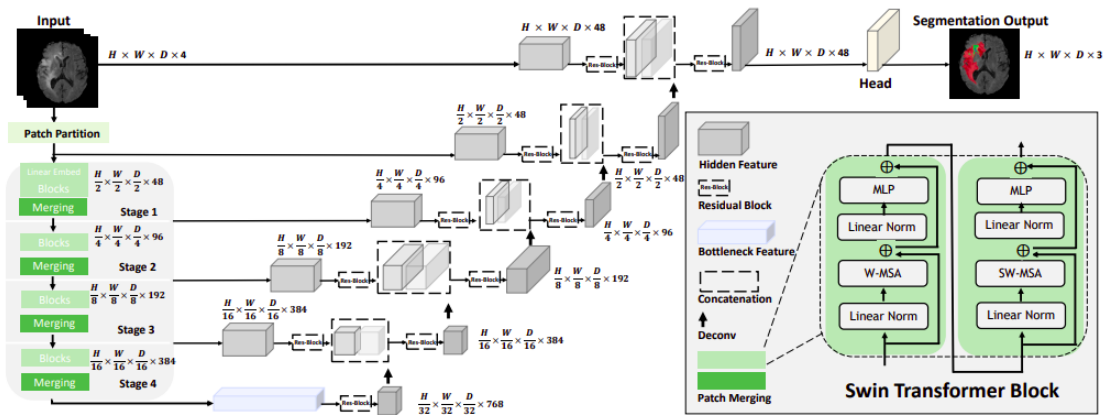 Input
H × W × D × 4
Patch Partition
Linear Embed
Blocks
Merging
H/2 × W/2 × D/2 × 48
Stage 1
Blocks
Merging
H/4 × W/4 × D/4 × 96
Stage 2
Blocks
Merging
H/8 × W/8 × D/8 × 192
Stage 3
Blocks
Merging
H/16 × W/16 × D/16 × 384
Stage 4
H × W × D × 48
Res-Block
Res-Block
H × W × D × 48
Head
Segmentation Output
H × W × D × 3
H/2 × W/2 × D/2 × 48
Res-Block
Res-Block
H/2 × W/2 × D/2 × 48
H/4 × W/4 × D/4 × 96
Res-Block
Res-Block
H/4 × W/4 × D/4 × 96
H/8 × W/8 × D/8 × 192
Res-Block
Res-Block
H/8 × W/8 × D/8 × 192
H/16 × W/16 × D/16 × 384
Res-Block
Res-Block
H/16 × W/16 × D/16 × 384
Res-Block
H/32 × W/32 × D/32 × 768
Hidden Feature
Res-Block
Residual Block
Bottleneck Feature
Concatenation
Deconv
Patch Merging
MLP
Linear Norm
W-MSA
Linear Norm
MLP
Linear Norm
SW-MSA
Linear Norm
Swin Transformer Block